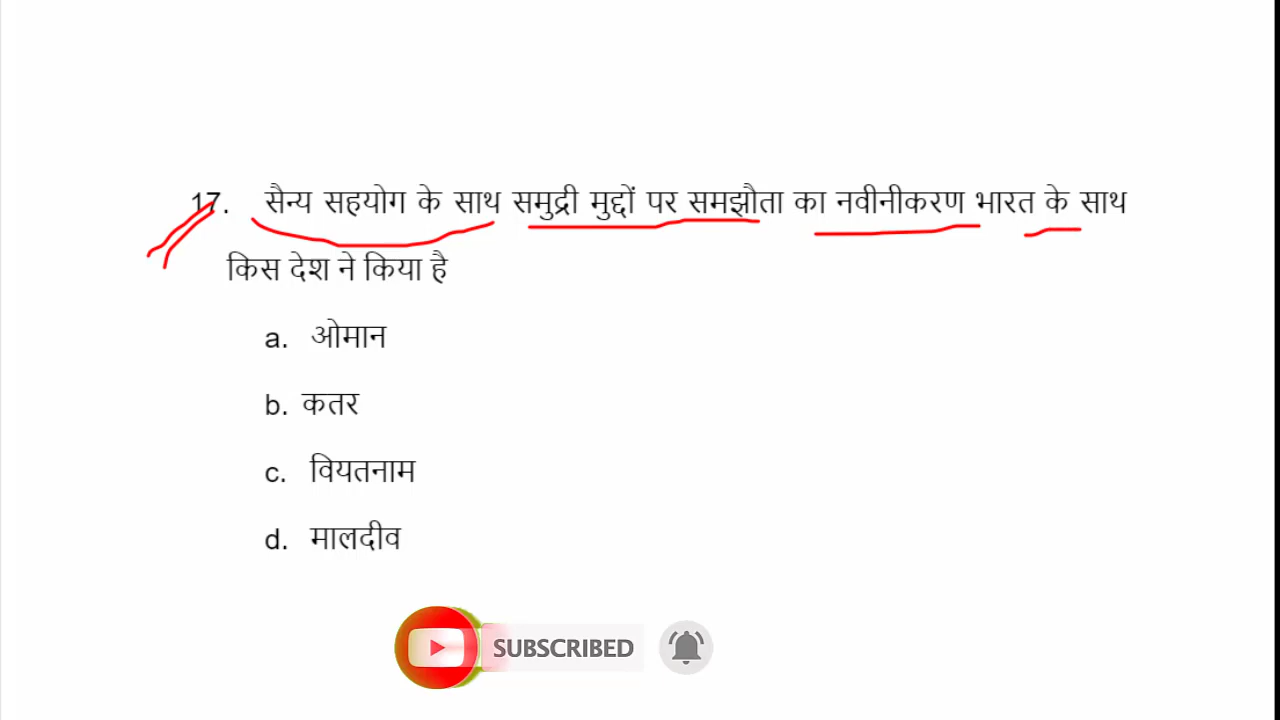 17. सैन्य सहयोग के साथ समुद्री मुद्दों पर समझौता का नवीनीकरण भारत के साथ
किस देश ने किया है
a. ओमान
b. कतर
c. वियतनाम
d. मालदीव
SUBSCRIBED